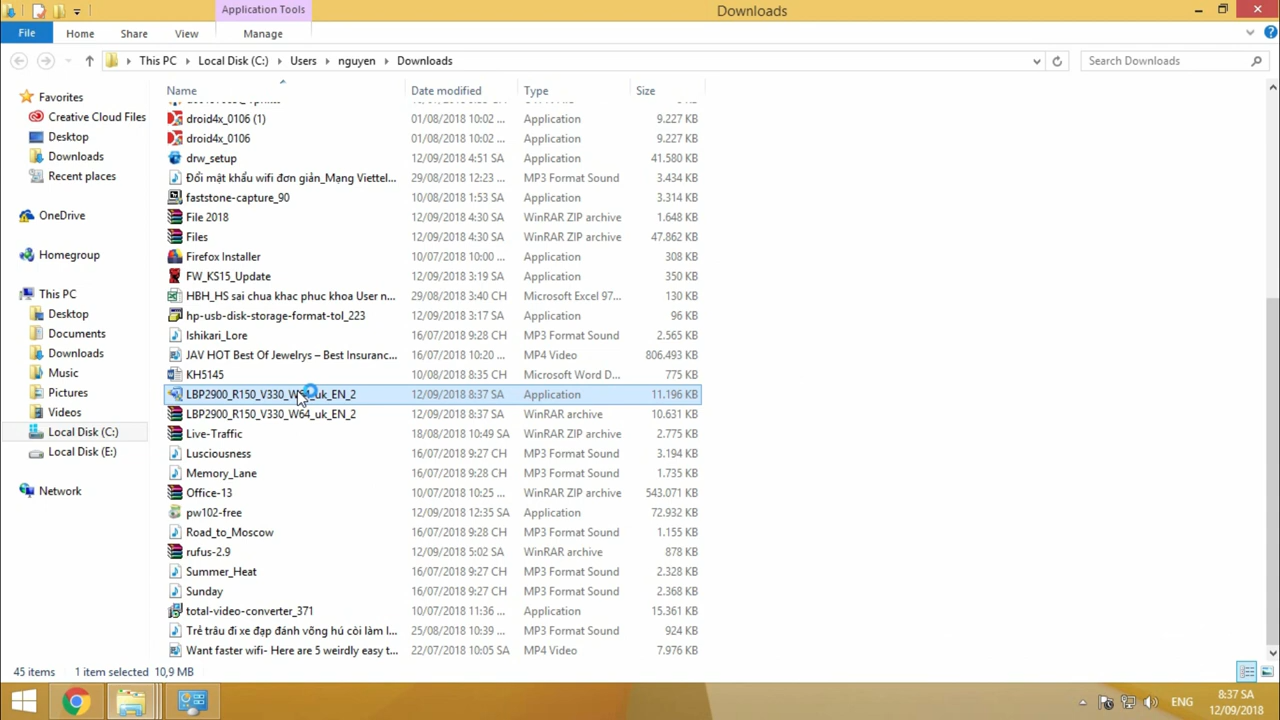 Application Tools
Downloads
File Home Share View Manage
This PC Local Disk (C:) Users nguyen Downloads
Search Downloads
Name Date modified Type Size
Favorites
Creative Cloud Files
Desktop
Downloads
Recent places
OneDrive
Homegroup
This PC
Desktop
Documents
Downloads
Music
Pictures
Videos
Local Disk (C:)
Local Disk (E:)
Network
droid4x_0106 (1) 01/08/2018 10:02 ... Application 9.227 KB
droid4x_0106 01/08/2018 10:02 ... Application 9.227 KB
drw_setup 12/09/2018 4:51 SA Application 41.580 KB
Đổi mật khẩu wifi đơn giản_Mạng Viettel... 29/08/2018 12:23 ... MP3 Format Sound 3.434 KB
faststone-capture_90 10/08/2018 1:53 SA Application 3.314 KB
File 2018 12/09/2018 4:30 SA WinRAR ZIP archive 1.648 KB
Files 12/09/2018 4:30 SA WinRAR ZIP archive 47.862 KB
Firefox Installer 10/07/2018 10:00 ... Application 308 KB
FW_KS15_Update 12/09/2018 3:19 SA Application 350 KB
HBH_HS sai chua khac phuc khoa User n... 29/08/2018 3:40 CH Microsoft Excel 97... 130 KB
hp-usb-disk-storage-format-tol_223 12/09/2018 3:17 SA Application 96 KB
Ishikari_Lore 16/07/2018 9:28 CH MP3 Format Sound 2.565 KB
JAV HOT Best Of Jewelrys – Best Insuranc... 16/07/2018 10:20 ... MP4 Video 806.493 KB
KH5145 10/08/2018 8:35 CH Microsoft Word D... 775 KB
12/09/2018 8:37 SA Application 11.196 KB
LBP2900_R150_V330_W64_uk_EN_2 12/09/2018 8:37 SA WinRAR archive 10.631 KB
Live-Traffic 18/08/2018 10:49 SA WinRAR ZIP archive 2.775 KB
Lusciousness 16/07/2018 9:27 CH MP3 Format Sound 3.194 KB
Memory_Lane 16/07/2018 9:28 CH MP3 Format Sound 1.735 KB
Office-13 10/07/2018 10:25 ... WinRAR ZIP archive 543.071 KB
pw102-free 12/09/2018 12:35 SA Application 72.932 KB
Road_to_Moscow 16/07/2018 9:28 CH MP3 Format Sound 1.155 KB
rufus-2.9 12/09/2018 5:02 SA WinRAR archive 878 KB
Summer_Heat 16/07/2018 9:27 CH MP3 Format Sound 2.328 KB
Sunday 16/07/2018 9:27 CH MP3 Format Sound 2.368 KB
total-video-converter_371 10/07/2018 11:36 ... Application 15.361 KB
Trẻ trâu đi xe đạp đánh võng hú còi làm l... 25/08/2018 10:39 ... MP3 Format Sound 924 KB
Want faster wifi- Here are 5 weirdly easy t... 22/07/2018 10:05 SA MP4 Video 7.976 KB
45 items 1 item selected 10,9 MB
ENG
8:37 SA
12/09/2018